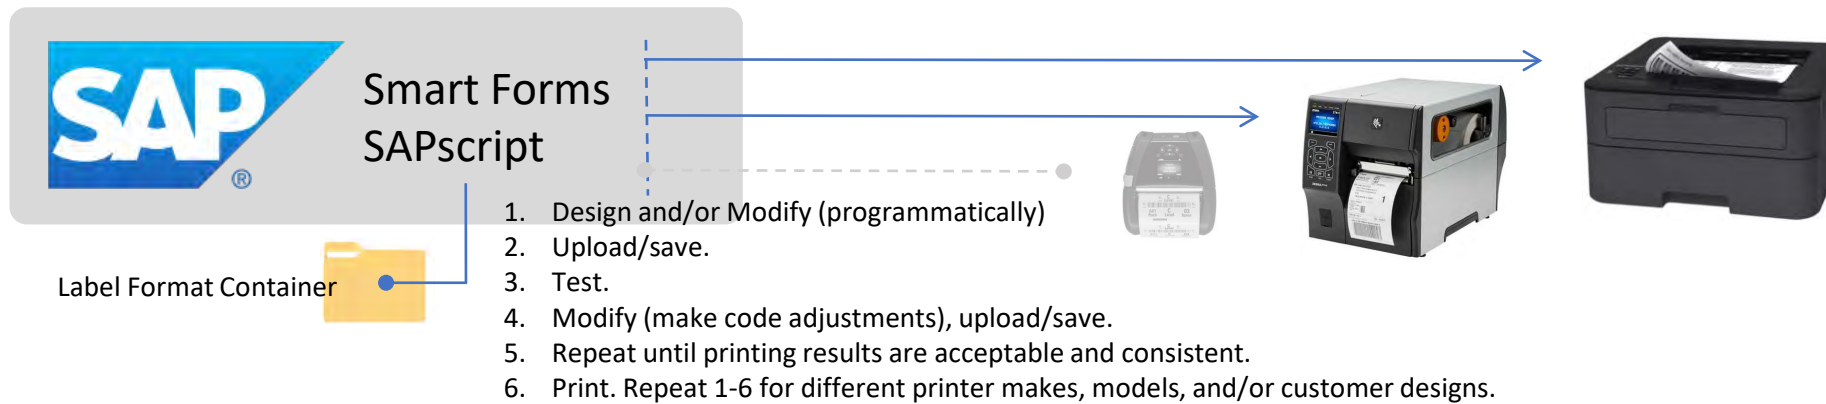 SAP
®
Smart Forms
SAPscript
Label Format Container
1. Design and/or Modify (programmatically)
2. Upload/save.
3. Test.
4. Modify (make code adjustments), upload/save.
5. Repeat until printing results are acceptable and consistent.
6. Print. Repeat 1-6 for different printer makes, models, and/or customer designs.